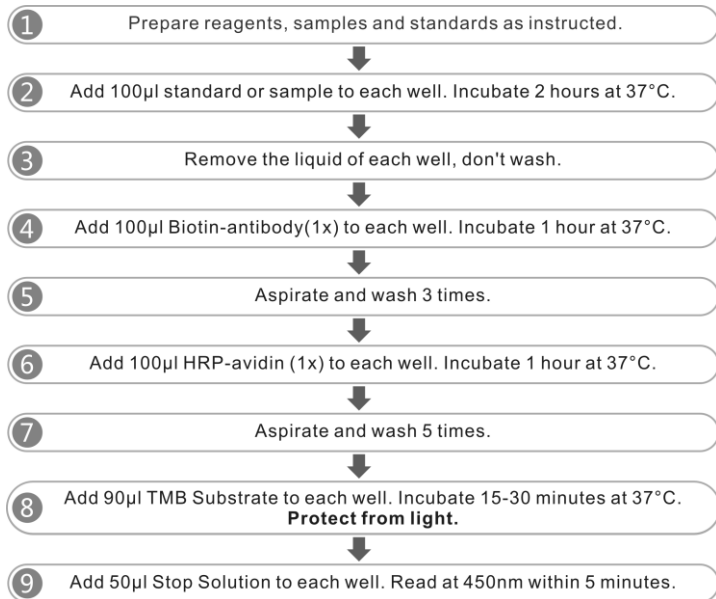 1 Prepare reagents, samples and standards as instructed.
2 Add 100μl standard or sample to each well. Incubate 2 hours at 37°C.
3 Remove the liquid of each well, don't wash.
4 Add 100μl Biotin-antibody(1x) to each well. Incubate 1 hour at 37°C.
5 Aspirate and wash 3 times.
6 Add 100μl HRP-avidin (1x) to each well. Incubate 1 hour at 37°C.
7 Aspirate and wash 5 times.
8 Add 90μl TMB Substrate to each well. Incubate 15-30 minutes at 37°C.
Protect from light.
9 Add 50μl Stop Solution to each well. Read at 450nm within 5 minutes.